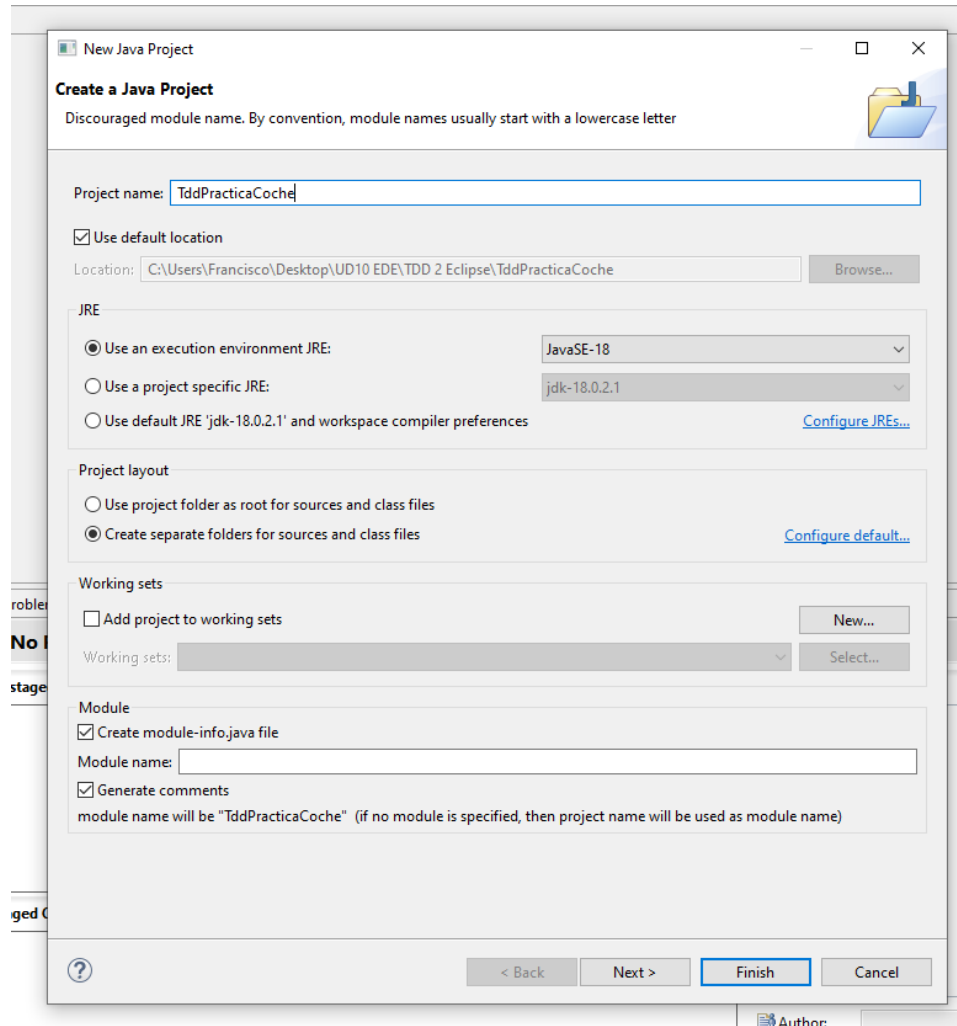 New Java Project
Create a Java Project
Discouraged module name. By convention, module names usually start with a lowercase letter
Project name: TddPracticaCoche
Use default location
Location: C:\Users\Francisco\Desktop\UD10 EDE\TDD 2 Eclipse\TddPracticaCoche Browse...
JRE
Use an execution environment JRE: JavaSE-18
Use a project specific JRE: jdk-18.0.2.1
Use default JRE 'jdk-18.0.2.1' and workspace compiler preferences Configure JREs...
Project layout
Use project folder as root for sources and class files
Create separate folders for sources and class files Configure default...
Working sets
Add project to working sets New...
Working sets: Select...
Module
Create module-info.java file
Module name:
Generate comments
module name will be "TddPracticaCoche" (if no module is specified, then project name will be used as module name)
? < Back Next > Finish Cancel
No
Author: